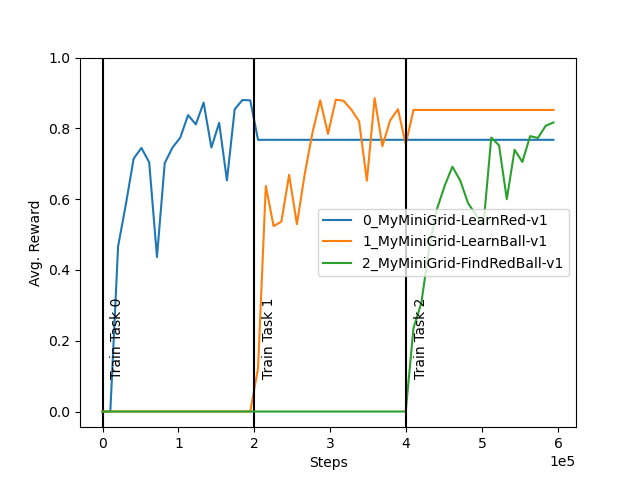 1.0
0.8
0.6
0.4
0.2
0.0
Avg. Reward
0_MyMiniGrid-LearnRed-v1
1_MyMiniGrid-LearnBall-v1
2_MyMiniGrid-FindRedBall-v1
Train Task 0
Train Task 1
Train Task 2
0 1 2 3 4 5 6
Steps
1e5